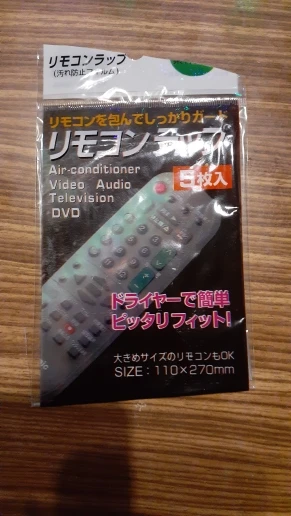 リモコンラップ
(汚れ防止フィルム)
リモコンを包んでしっかりガード
リモコンラップ
Air-conditioner
Video Audio
Television
DVD
5枚入
ドライヤーで簡単
ピッタリフィット!
大きめサイズのリモコンもOK
SIZE：110×270mm